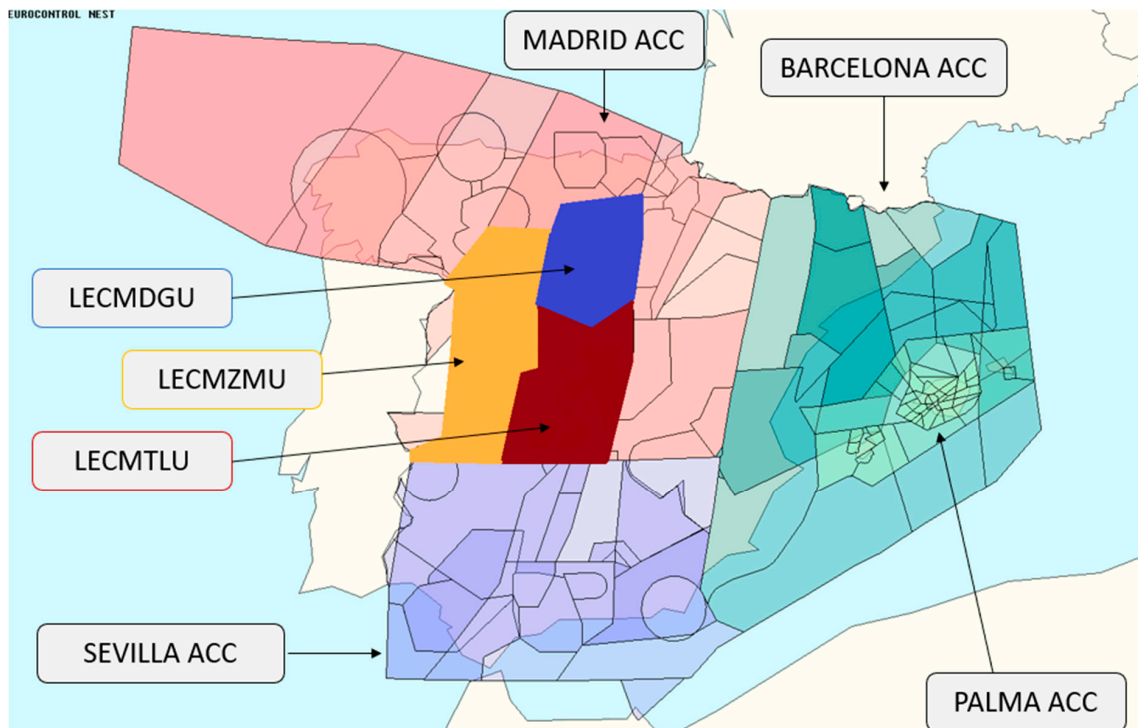 EUROCONTROL NEST
MADRID ACC
BARCELONA ACC
LECMDGU
LECMZMU
LECMTLU
SEVILLA ACC
PALMA ACC